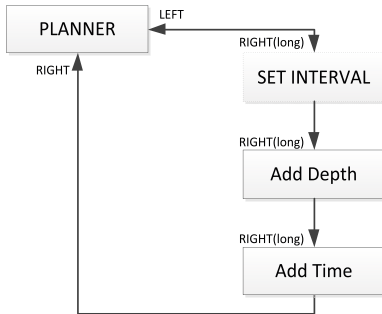 LEFT
PLANNER
RIGHT(long)
RIGHT
SET INTERVAL
RIGHT(long)
Add Depth
RIGHT(long)
Add Time